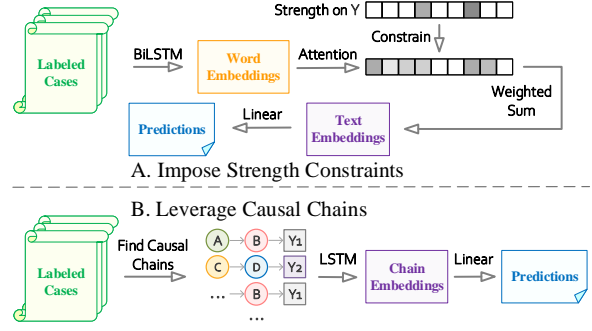 Strength on Y
Labeled
Cases
BiLSTM
Word
Embeddings
Attention
Constrain
Weighted
Sum
Text
Embeddings
Linear
Predictions
A. Impose Strength Constraints
B. Leverage Causal Chains
Labeled
Cases
Find Causal
Chains
A B Y1
C D Y2
... B Y1
...
LSTM
Chain
Embeddings
Linear
Predictions